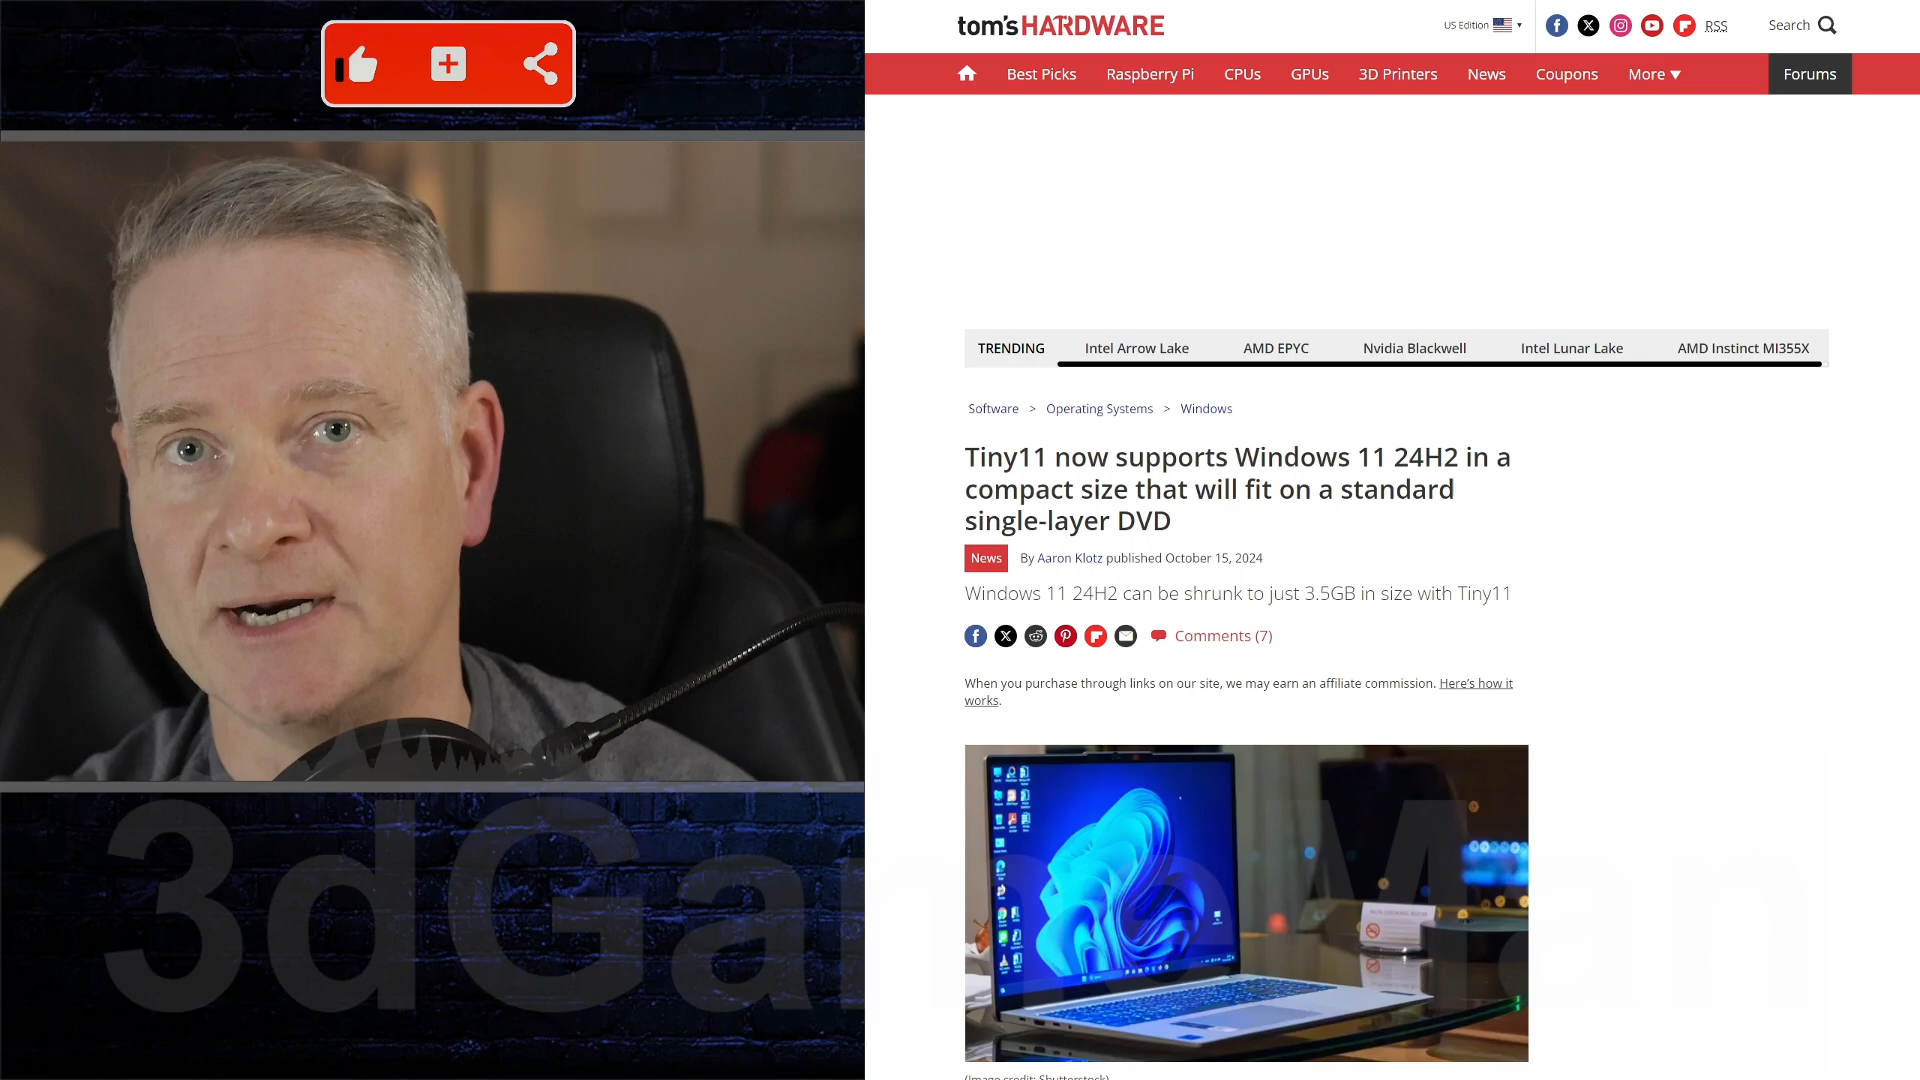 tom's HARDWARE
US Edition
RSS
Search
Best Picks
Raspberry Pi
CPUs
GPUs
3D Printers
News
Coupons
More ▼
Forums
TRENDING
Intel Arrow Lake
AMD EPYC
Nvidia Blackwell
Intel Lunar Lake
AMD Instinct MI355X
Software > Operating Systems > Windows
Tiny11 now supports Windows 11 24H2 in a
compact size that will fit on a standard
single-layer DVD
News
By Aaron Klotz published October 15, 2024
Windows 11 24H2 can be shrunk to just 3.5GB in size with Tiny11
Comments (7)
When you purchase through links on our site, we may earn an affiliate commission. Here's how it
works.
(Image credit: Shutterstock)
3dGameMan